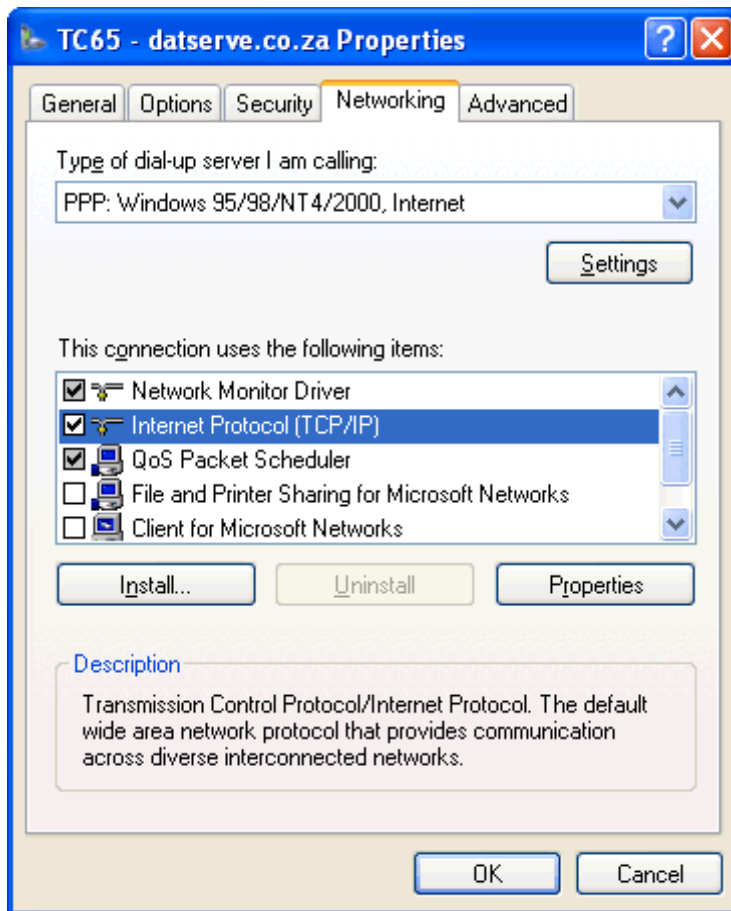 TC65 - datserve.co.za Properties
General Options Security Networking Advanced
Type of dial-up server I am calling:
PPP: Windows 95/98/NT4/2000, Internet
Settings
This connection uses the following items:
Network Monitor Driver
Internet Protocol (TCP/IP)
QoS Packet Scheduler
File and Printer Sharing for Microsoft Networks
Client for Microsoft Networks
Install... Uninstall Properties
Description
Transmission Control Protocol/Internet Protocol. The default
wide area network protocol that provides communication
across diverse interconnected networks.
OK Cancel